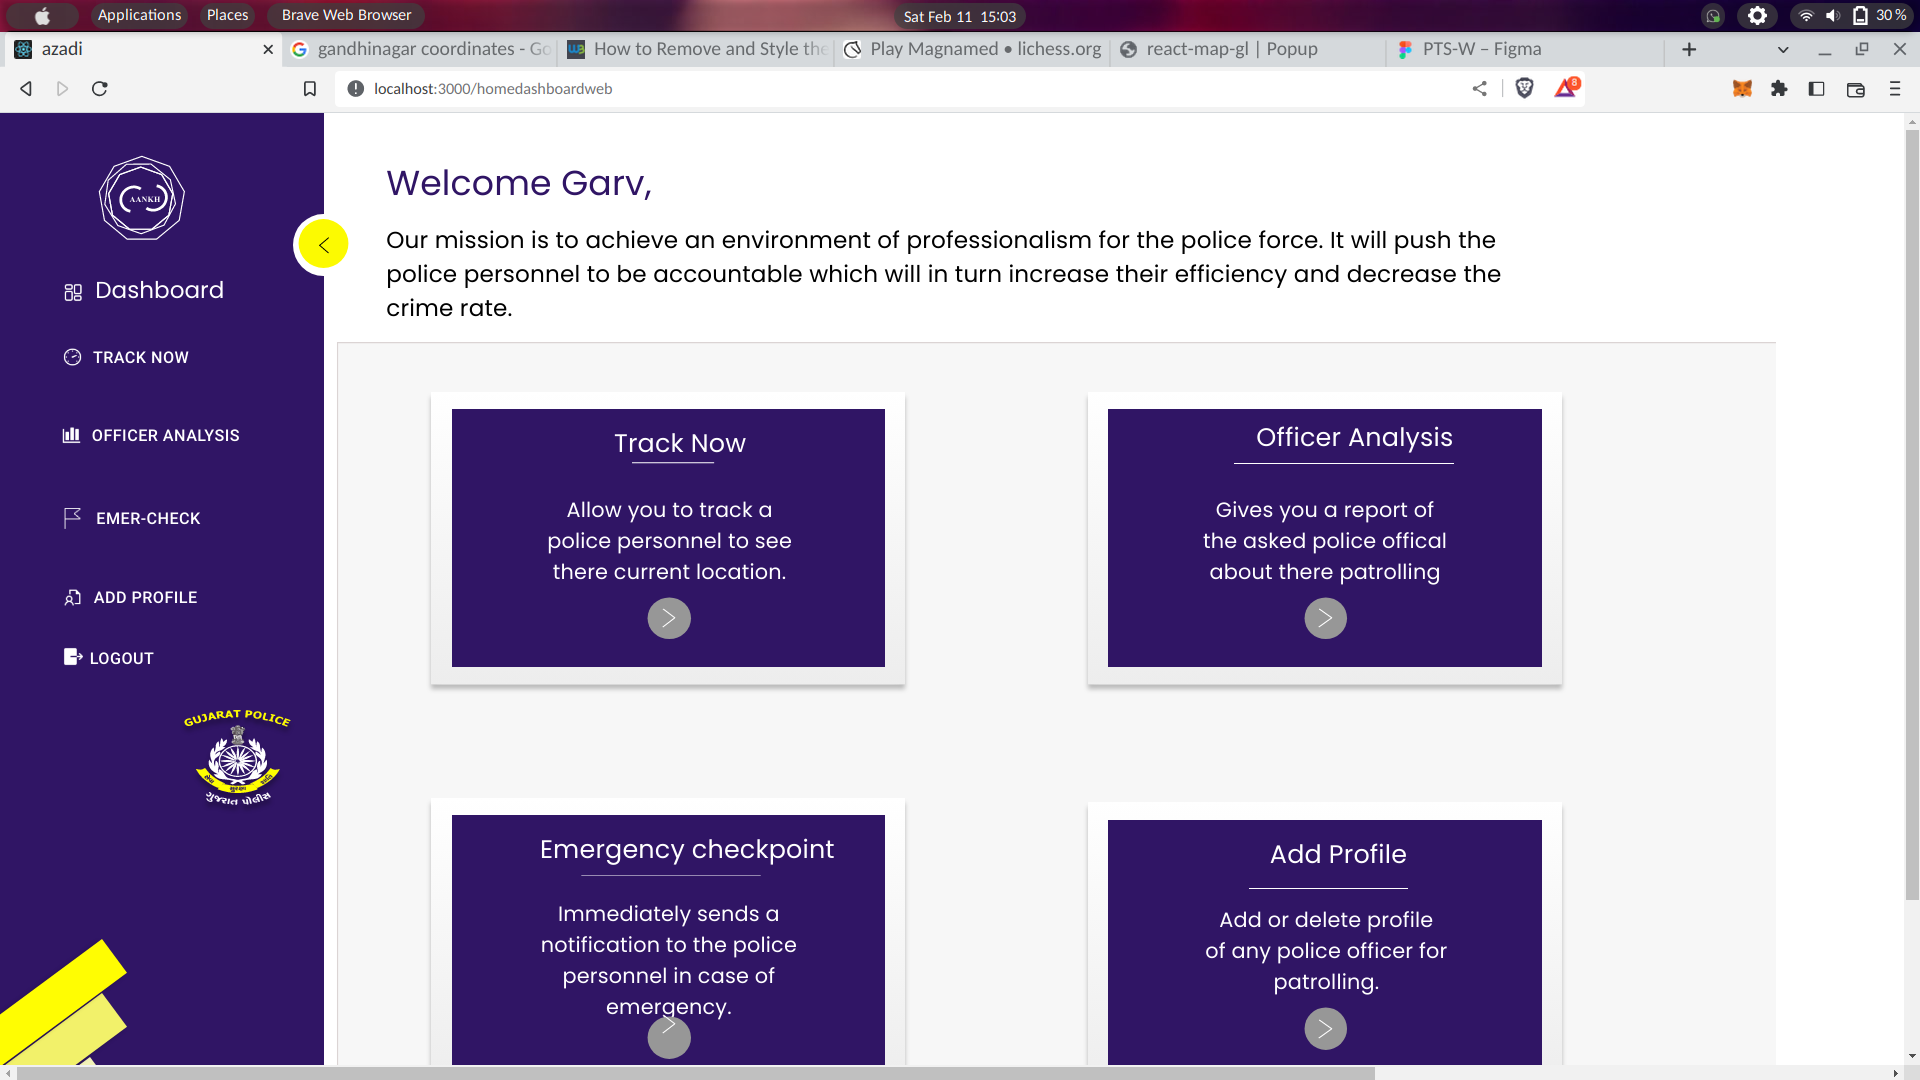 Applications Places Brave Web Browser Sat Feb 11 15:03 30 %
azadi gandhinagar coordinates - Go How to Remove and Style the Play Magnamed • lichess.org react-map-gl | Popup PTS-W – Figma
localhost:3000/homedashboardweb 8
AANKH
Dashboard
TRACK NOW
OFFICER ANALYSIS
EMER-CHECK
ADD PROFILE
LOGOUT
GUJARAT POLICE
ગુજરાત પોલીસ
Welcome Garv,
Our mission is to achieve an environment of professionalism for the police force. It will push the
police personnel to be accountable which will in turn increase their efficiency and decrease the
crime rate.
Track Now
Allow you to track a
police personnel to see
there current location.
Officer Analysis
Gives you a report of
the asked police offical
about there patrolling
Emergency checkpoint
Immediately sends a
notification to the police
personnel in case of
emergency.
Add Profile
Add or delete profile
of any police officer for
patrolling.